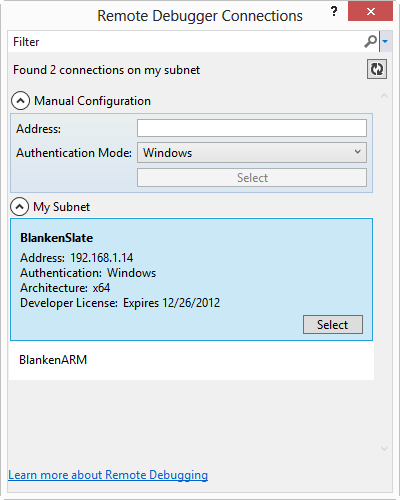 Remote Debugger Connections ?
Filter
Found 2 connections on my subnet
Manual Configuration
Address:
Authentication Mode: Windows
Select
My Subnet
BlankenSlate
Address: 192.168.1.14
Authentication: Windows
Architecture: x64
Developer License: Expires 12/26/2012
Select
BlankenARM
Learn more about Remote Debugging